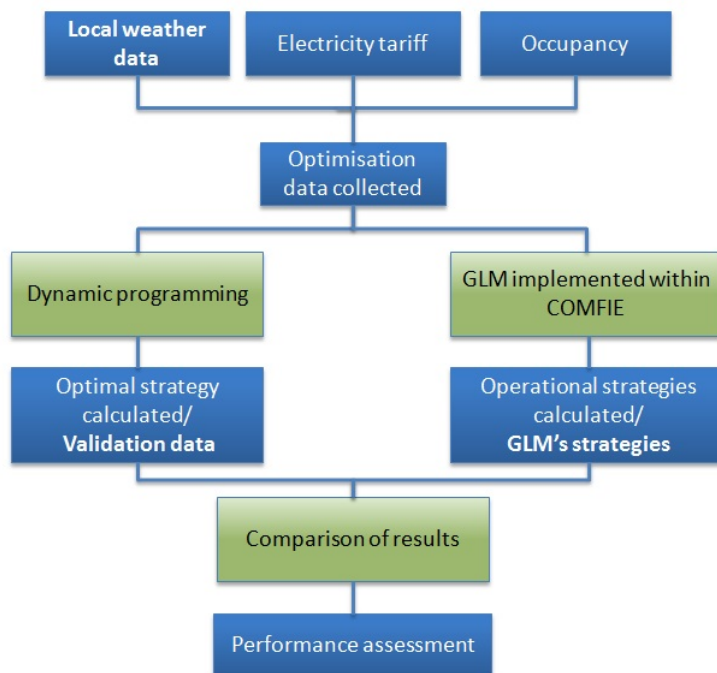 Local weather
data
Electricity tariff
Occupancy
Optimisation
data collected
Dynamic programming
GLM implemented within
COMFIE
Optimal strategy
calculated/
Validation data
Operational strategies
calculated/
GLM's strategies
Comparison of results
Performance assessment